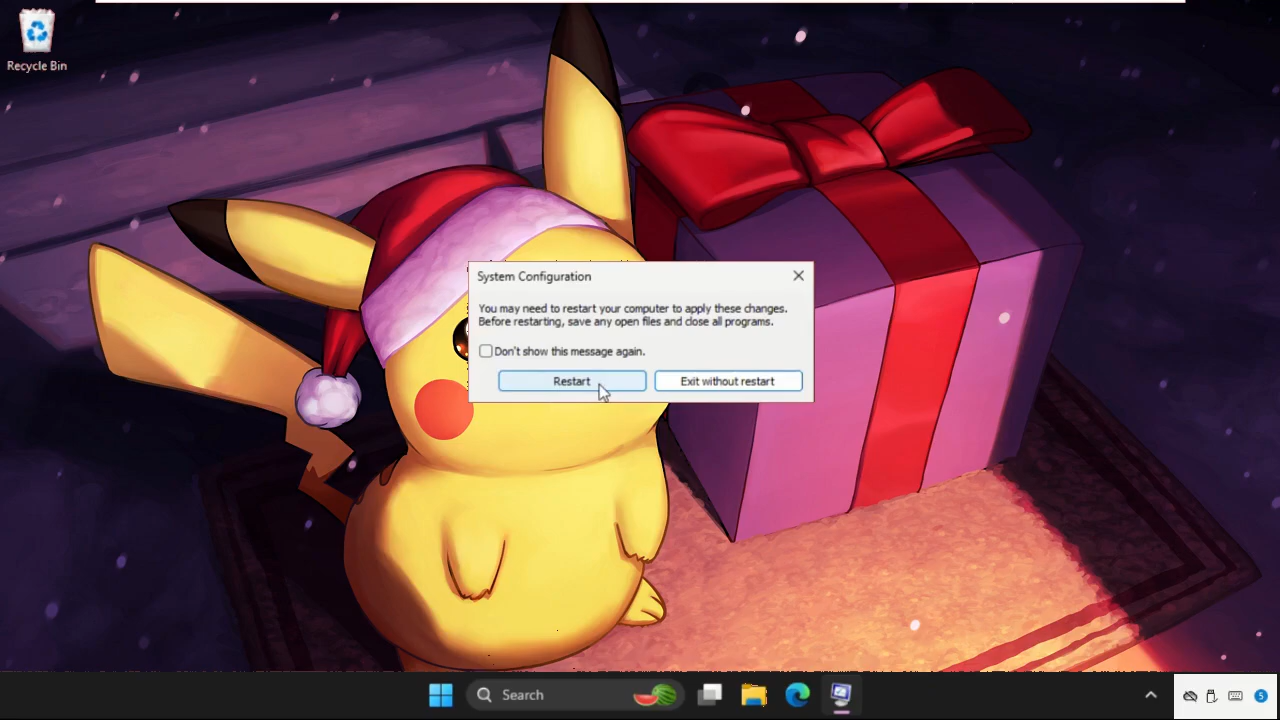 Recycle Bin
System Configuration
You may need to restart your computer to apply these changes.
Before restarting, save any open files and close all programs.
Don't show this message again.
Restart
Exit without restart
Search
5